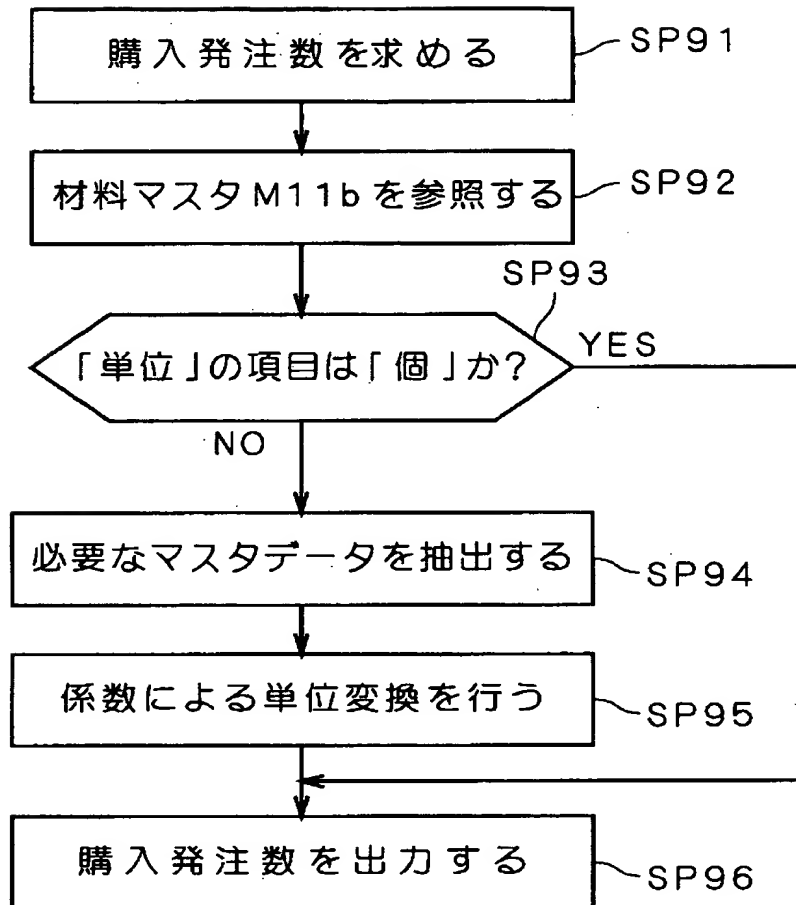 購入発注数を求める
SP91
材料マスタM11bを参照する
SP92
SP93
「単位」の項目は「個」か?
YES
NO
必要なマスタデータを抽出する
SP94
係数による単位変換を行う
SP95
購入発注数を出力する
SP96